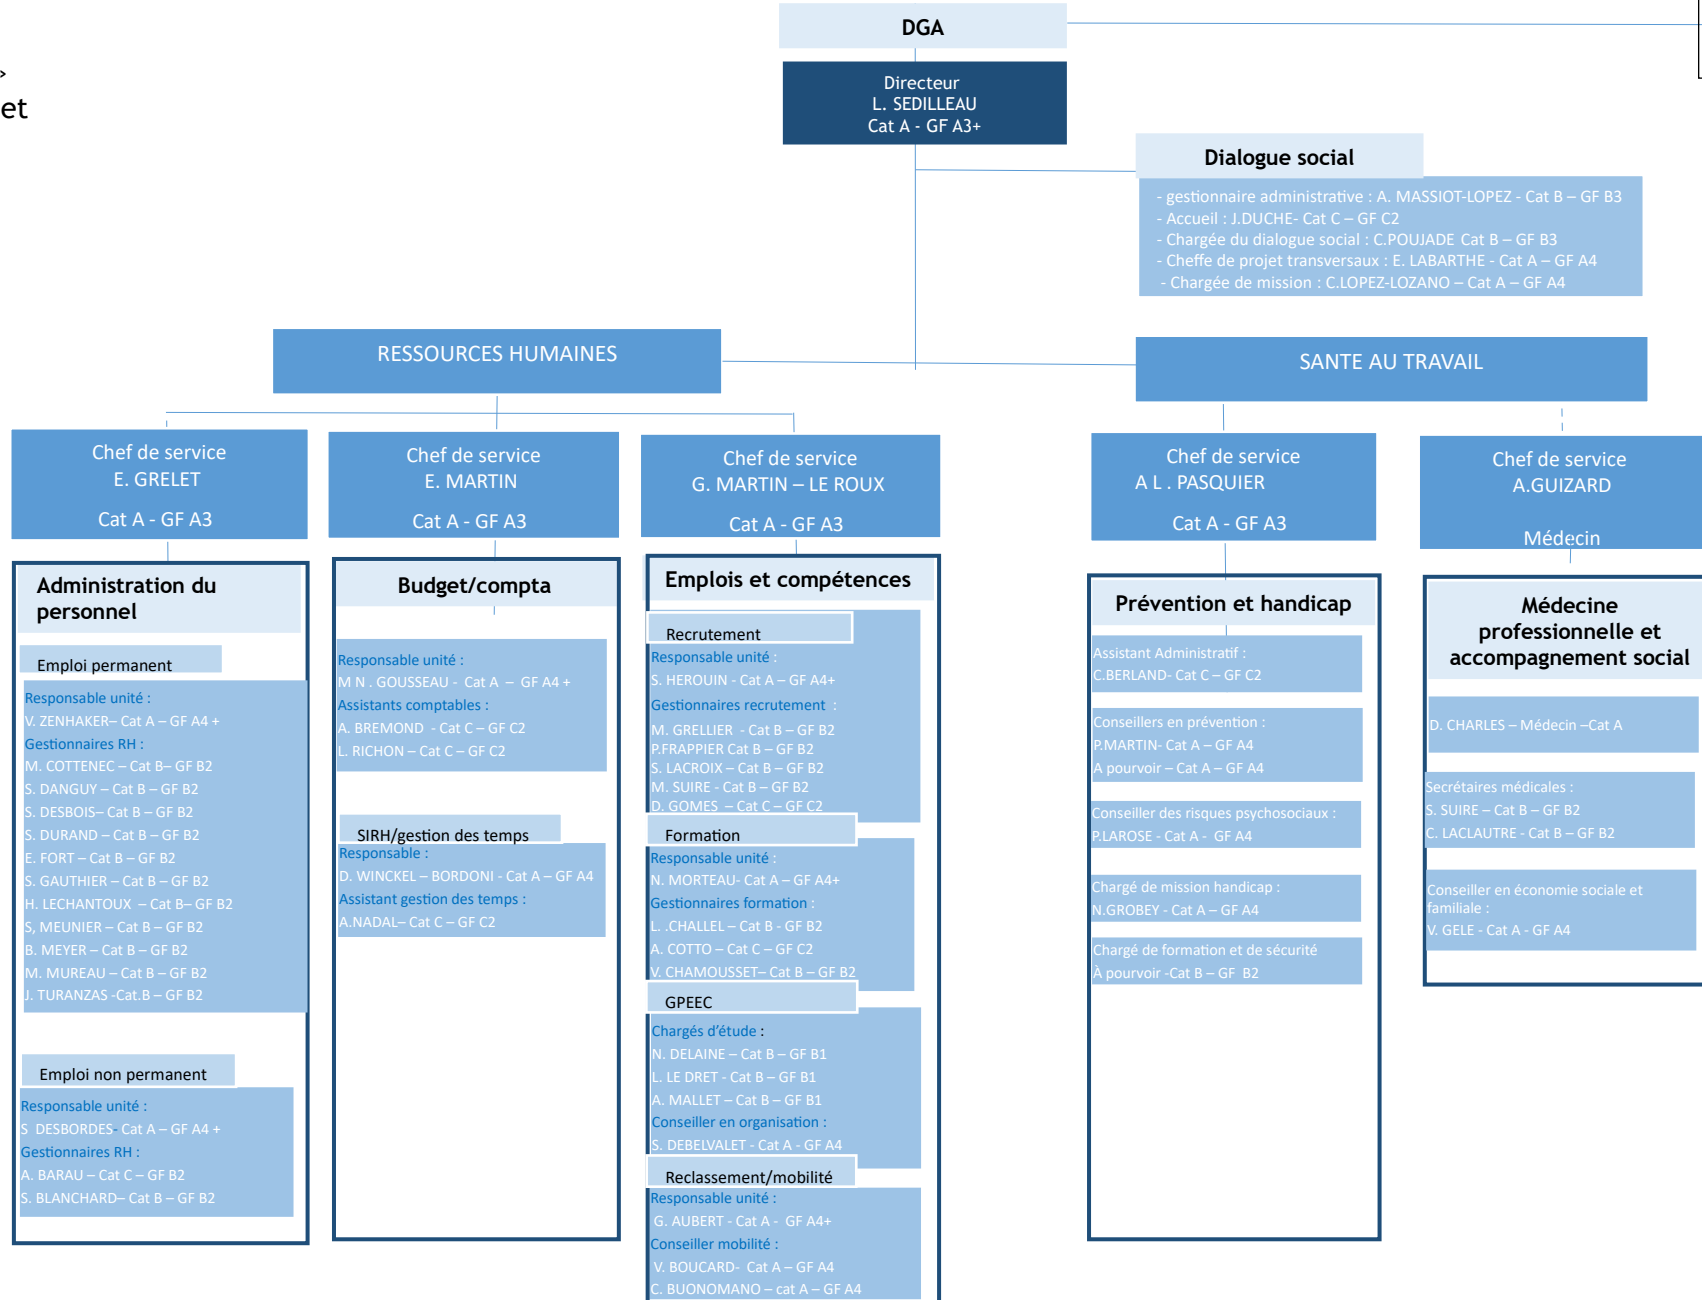 >
et
DGA
Directeur
L. SEDILLEAU
Cat A - GF A3+
Dialogue social
- gestionnaire administrative : A. MASSIOT-LOPEZ - Cat B – GF B3
- Accueil : J.DUCHE- Cat C – GF C2
- Chargée du dialogue social : C.POUJADE Cat B – GF B3
- Cheffe de projet transversaux : E. LABARTHE - Cat A – GF A4
- Chargée de mission : C.LOPEZ-LOZANO – Cat A – GF A4
RESSOURCES HUMAINES
SANTE AU TRAVAIL
Chef de service
E. GRELET
Cat A - GF A3
Administration du
personnel
Emploi permanent
Responsable unité :
V. ZENHAKER– Cat A – GF A4 +
Gestionnaires RH :
M. COTTENEC – Cat B– GF B2
S. DANGUY – Cat B – GF B2
S. DESBOIS– Cat B – GF B2
S. DURAND – Cat B – GF B2
E. FORT – Cat B – GF B2
S. GAUTHIER – Cat B – GF B2
H. LECHANTOUX – Cat B– GF B2
S, MEUNIER – Cat B – GF B2
B. MEYER – Cat B – GF B2
M. MUREAU – Cat B – GF B2
J. TURANZAS -Cat.B – GF B2
Emploi non permanent
Responsable unité :
S DESBORDES- Cat A – GF A4 +
Gestionnaires RH :
A. BARAU – Cat C – GF B2
S. BLANCHARD– Cat B – GF B2
Chef de service
E. MARTIN
Cat A - GF A3
Budget/compta
Responsable unité :
M N . GOUSSEAU - Cat A – GF A4 +
Assistants comptables :
A. BREMOND - Cat C – GF C2
L. RICHON – Cat C – GF C2
SIRH/gestion des temps
Responsable :
D. WINCKEL – BORDONI - Cat A – GF A4
Assistant gestion des temps :
A.NADAL– Cat C – GF C2
Chef de service
G. MARTIN – LE ROUX
Cat A - GF A3
Emplois et compétences
Recrutement
Responsable unité :
S. HEROUIN - Cat A – GF A4+
Gestionnaires recrutement :
M. GRELLIER - Cat B – GF B2
P.FRAPPIER Cat B – GF B2
S. LACROIX – Cat B – GF B2
M. SUIRE - Cat B – GF B2
D. GOMES – Cat C – GF C2
Formation
Responsable unité :
N. MORTEAU- Cat A – GF A4+
Gestionnaires formation :
L. .CHALLEL – Cat B - GF B2
A. COTTO – Cat C – GF C2
V. CHAMOUSSET– Cat B – GF B2
GPEEC
Chargés d'étude :
N. DELAINE – Cat B – GF B1
L. LE DRET - Cat B – GF B1
A. MALLET – Cat B – GF B1
Conseiller en organisation :
S. DEBELVALET - Cat A - GF A4
Reclassement/mobilité
Responsable unité :
G. AUBERT - Cat A - GF A4+
Conseiller mobilité :
V. BOUCARD- Cat A – GF A4
C. BUONOMANO – cat A – GF A4
Chef de service
A L . PASQUIER
Cat A - GF A3
Prévention et handicap
Assistant Administratif :
C.BERLAND- Cat C – GF C2
Conseillers en prévention :
P.MARTIN- Cat A – GF A4
A pourvoir – Cat A – GF A4
Conseiller des risques psychosociaux :
P.LAROSE - Cat A - GF A4
Chargé de mission handicap :
N.GROBEY - Cat A – GF A4
Chargé de formation et de sécurité
À pourvoir -Cat B – GF B2
Chef de service
A.GUIZARD
Médecin
Médecine
professionnelle et
accompagnement social
D. CHARLES – Médecin –Cat A
Secrétaires médicales :
S. SUIRE – Cat B – GF B2
C. LACLAUTRE - Cat B – GF B2
Conseiller en économie sociale et
familiale :
V. GELE - Cat A - GF A4